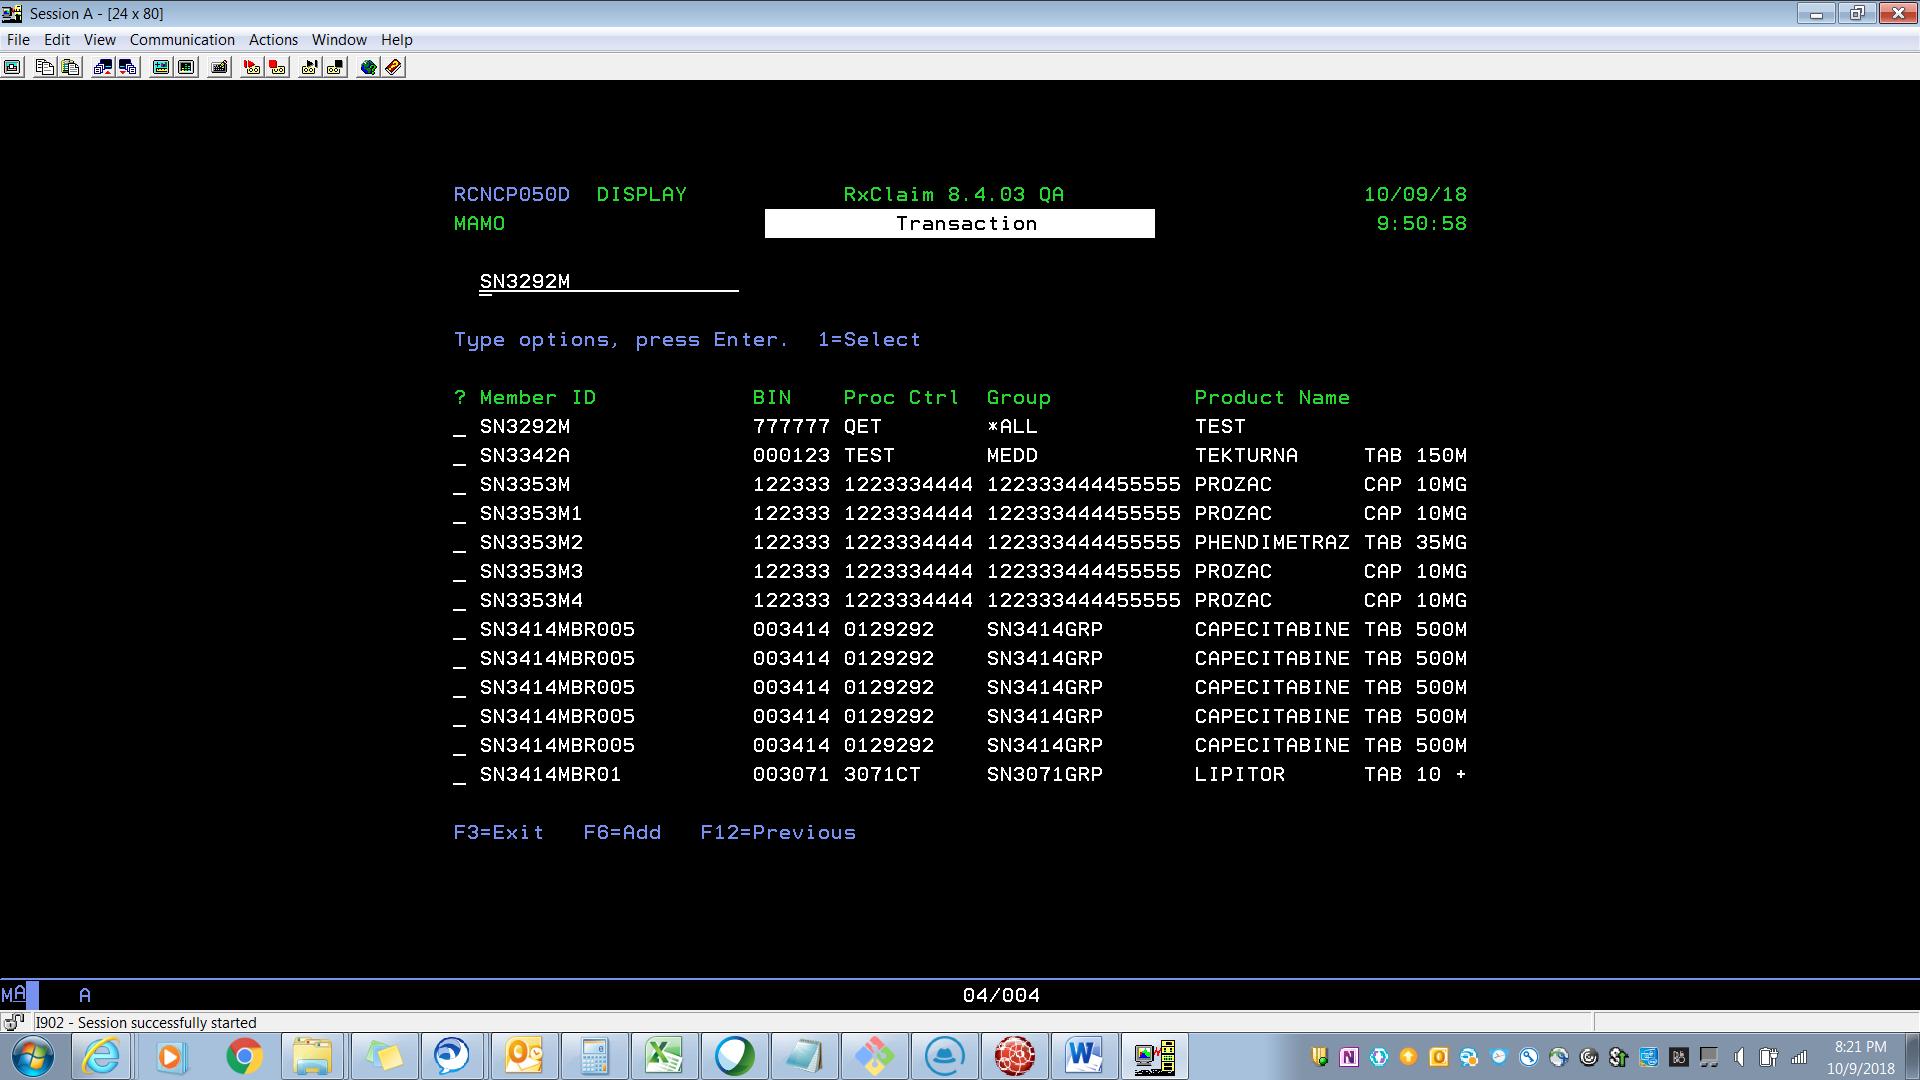 Session A - [24 x 80]
File Edit View Communication Actions Window Help
RCNCP050D DISPLAY RxClaim 8.4.03 QA 10/09/18
MAMO Transaction 9:50:58
SN3292M
Type options, press Enter. 1=Select
? Member ID BIN Proc Ctrl Group Product Name
_ SN3292M 777777 QET *ALL TEST
_ SN3342A 000123 TEST MEDD TEKTURNA TAB 150M
_ SN3353M 122333 1223334444 122333444455555 PROZAC CAP 10MG
_ SN3353M1 122333 1223334444 122333444455555 PROZAC CAP 10MG
_ SN3353M2 122333 1223334444 122333444455555 PHENDIMETRAZ TAB 35MG
_ SN3353M3 122333 1223334444 122333444455555 PROZAC CAP 10MG
_ SN3353M4 122333 1223334444 122333444455555 PROZAC CAP 10MG
_ SN3414MBR005 003414 0129292 SN3414GRP CAPECITABINE TAB 500M
_ SN3414MBR005 003414 0129292 SN3414GRP CAPECITABINE TAB 500M
_ SN3414MBR005 003414 0129292 SN3414GRP CAPECITABINE TAB 500M
_ SN3414MBR005 003414 0129292 SN3414GRP CAPECITABINE TAB 500M
_ SN3414MBR005 003414 0129292 SN3414GRP CAPECITABINE TAB 500M
_ SN3414MBR01 003071 3071CT SN3071GRP LIPITOR TAB 10 +
F3=Exit F6=Add F12=Previous
MA A 04/004
I902 - Session successfully started
8:21 PM
10/9/2018